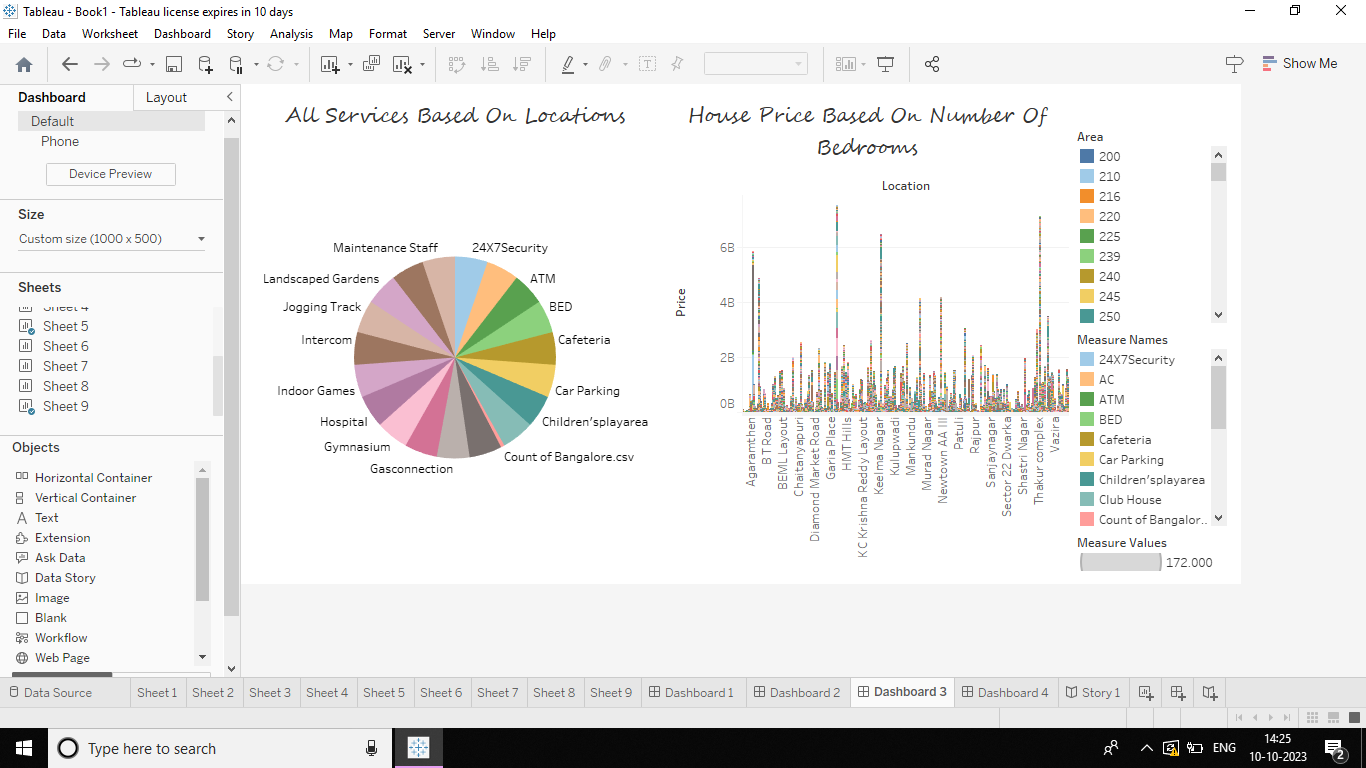 Tableau - Book1 - Tableau license expires in 10 days
File Data Worksheet Dashboard Story Analysis Map Format Server Window Help
Show Me
Dashboard Layout
Default
Phone
Device Preview
Size
Custom size (1000 x 500)
Sheets
Sheet 4
Sheet 5
Sheet 6
Sheet 7
Sheet 8
Sheet 9
Objects
Horizontal Container
Vertical Container
Text
Extension
Ask Data
Data Story
Image
Blank
Workflow
Web Page
All Services Based On Locations
Maintenance Staff
24X7Security
Landscaped Gardens
ATM
Jogging Track
BED
Intercom
Cafeteria
Indoor Games
Car Parking
Hospital
Children'splayarea
Gymnasium
Gasconnection
Count of Bangalore.csv
House Price Based On Number Of
Bedrooms
Location
Price
6B
4B
2B
0B
Agaranthen
B T Road
BEML Layout
Chaitanyapuri
Diamond Market Road
Garia Place
HMT Hills
K C Krishna Reddy Layout
Keelma Nagar
Kulupwadi
Mankundu
Murad Nagar
Newtown AA III
Patuli
Rajpur
Sanjaynagar
Sector 22 Dwarka
Shastri Nagar
Thakur complex
Vazira
Area
200
210
216
220
225
239
240
245
250
Measure Names
24X7Security
AC
ATM
BED
Cafeteria
Car Parking
Children'splayarea
Club House
Count of Bangalor..
Measure Values
172.000
Data Source Sheet 1 Sheet 2 Sheet 3 Sheet 4 Sheet 5 Sheet 6 Sheet 7 Sheet 8 Sheet 9 Dashboard 1 Dashboard 2 Dashboard 3 Dashboard 4 Story 1
Type here to search
ENG
14:25
10-10-2023
2